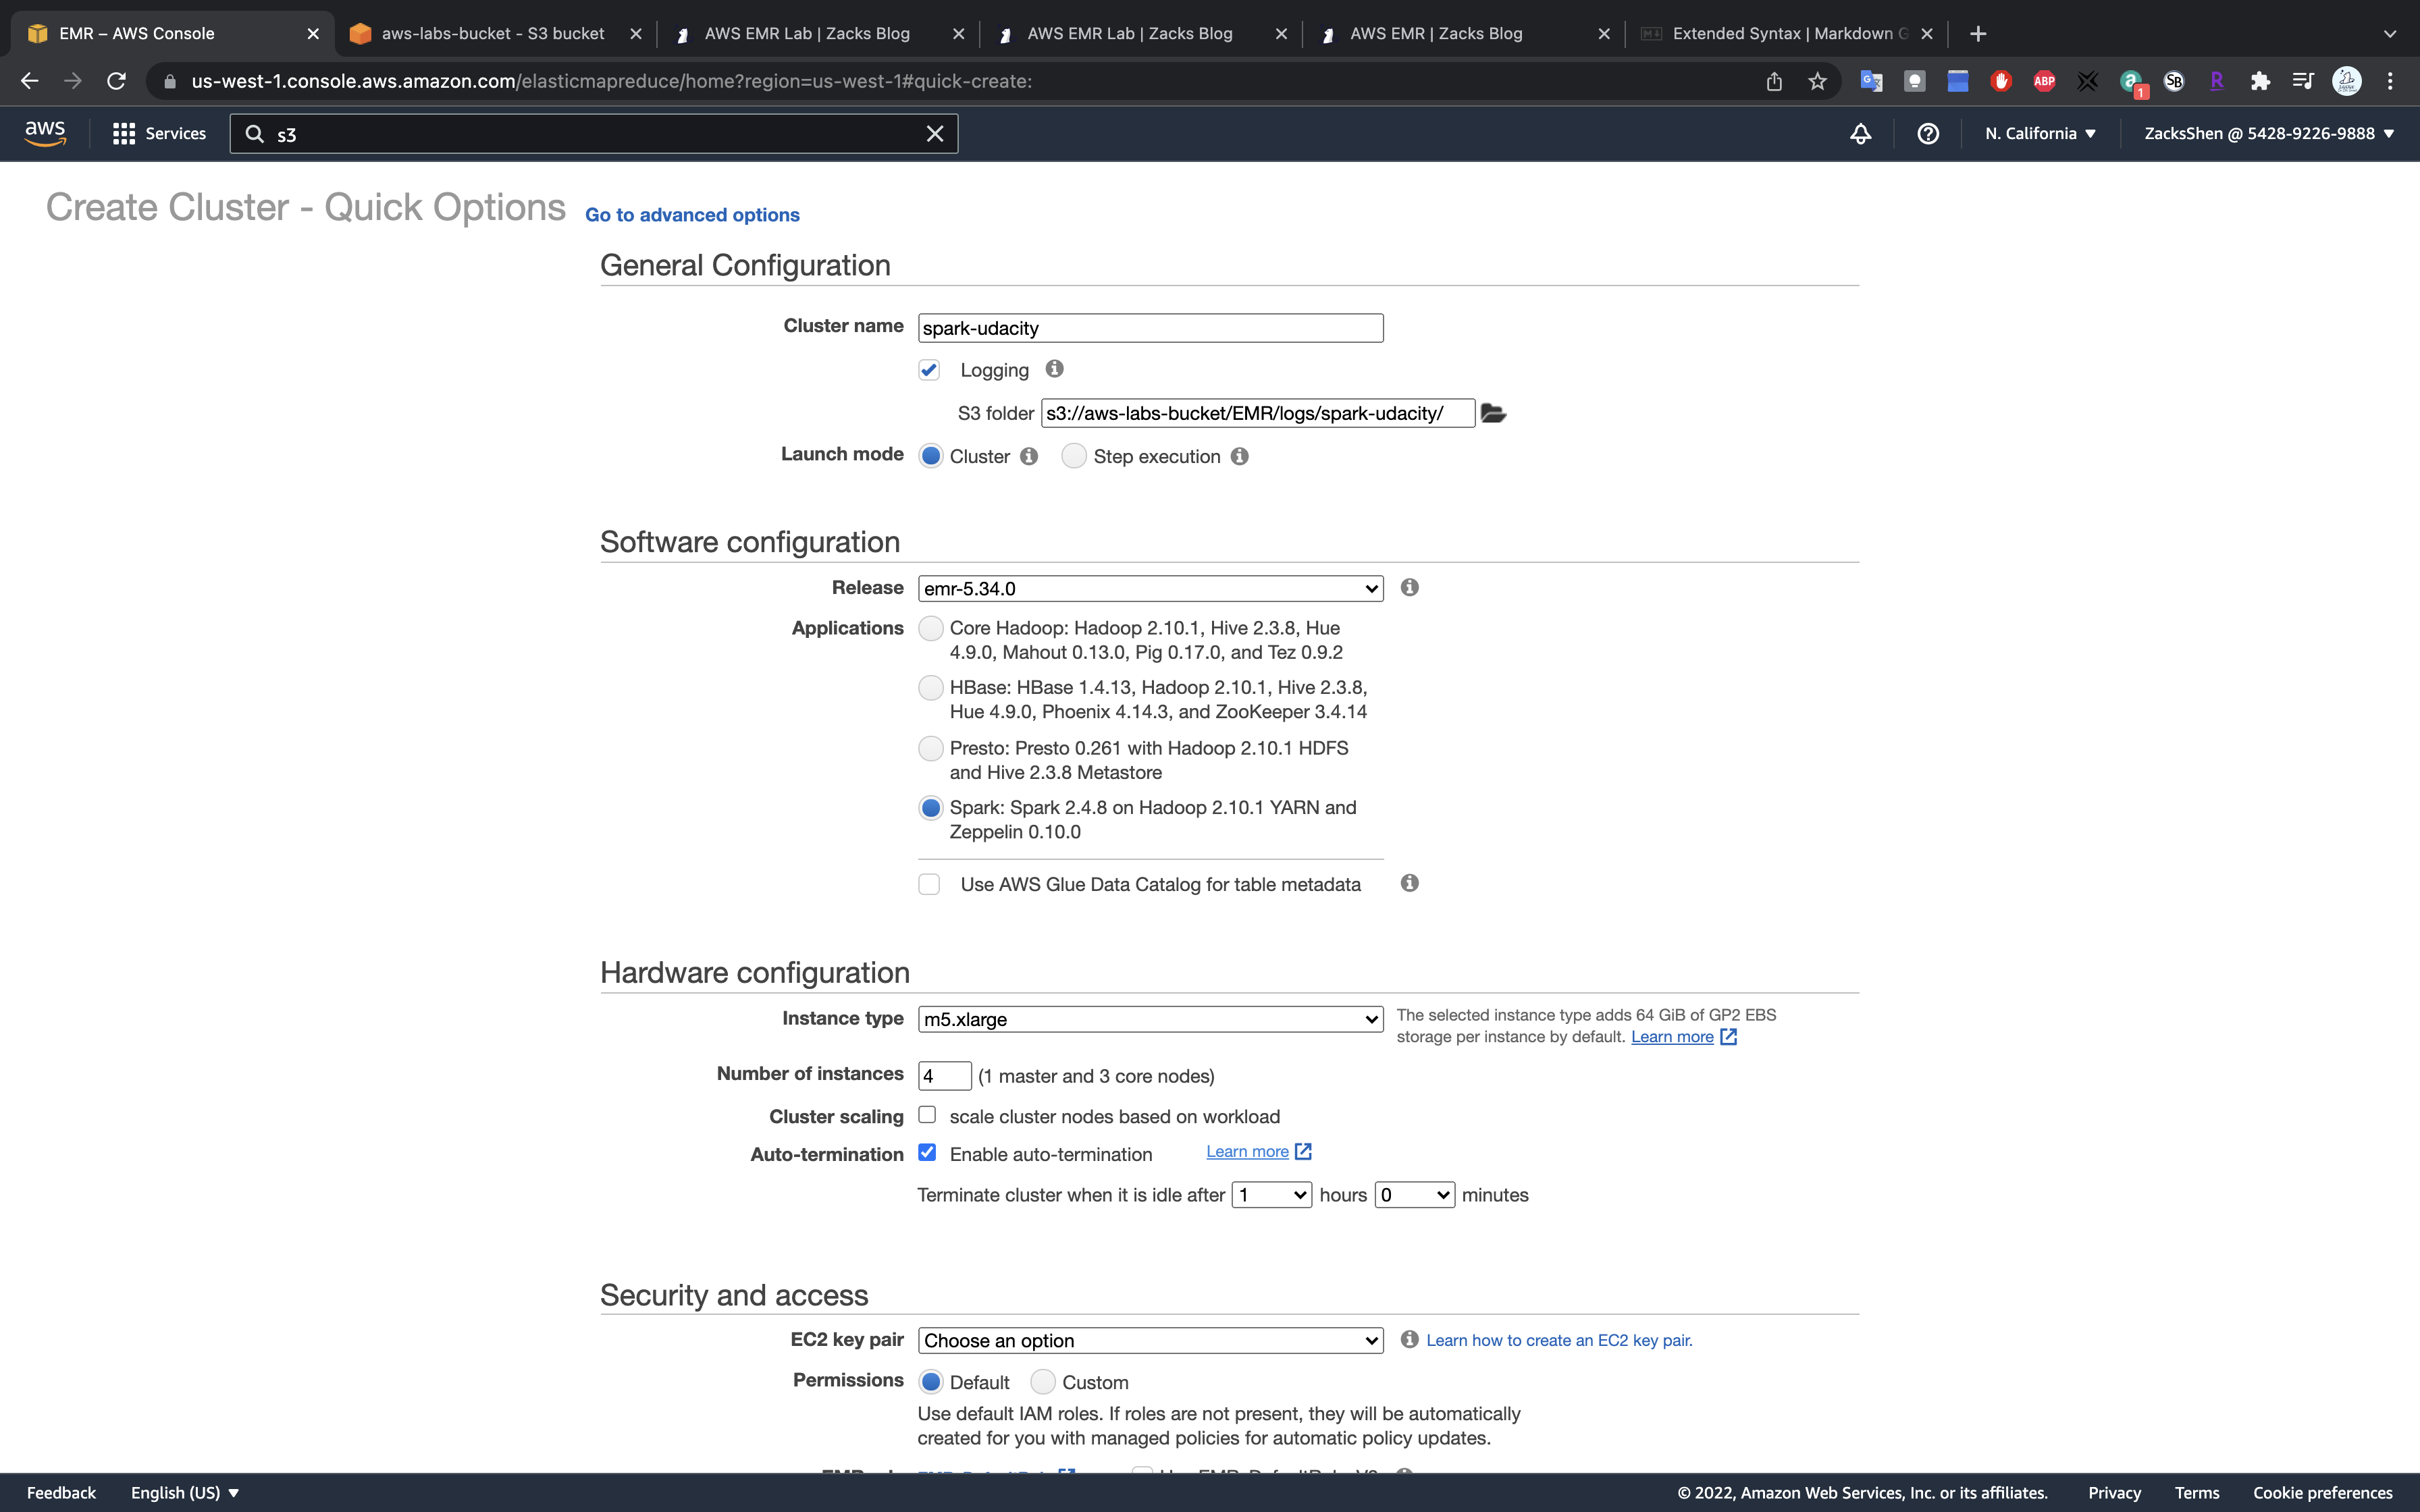 EMR – AWS Console
aws-labs-bucket - S3 bucket
AWS EMR Lab | Zacks Blog
AWS EMR Lab | Zacks Blog
AWS EMR | Zacks Blog
Extended Syntax | Markdown G
us-west-1.console.aws.amazon.com/elasticmapreduce/home?region=us-west-1#quick-create:
ABP
1
SB
R
aws
Services
s3
N. California
ZacksShen @ 5428-9226-9888
Create Cluster - Quick Options
Go to advanced options
General Configuration
Cluster name
spark-udacity
Logging
S3 folder
s3://aws-labs-bucket/EMR/logs/spark-udacity/
Launch mode
Cluster
Step execution
Software configuration
Release
emr-5.34.0
Applications
Core Hadoop: Hadoop 2.10.1, Hive 2.3.8, Hue
4.9.0, Mahout 0.13.0, Pig 0.17.0, and Tez 0.9.2
HBase: HBase 1.4.13, Hadoop 2.10.1, Hive 2.3.8,
Hue 4.9.0, Phoenix 4.14.3, and ZooKeeper 3.4.14
Presto: Presto 0.261 with Hadoop 2.10.1 HDFS
and Hive 2.3.8 Metastore
Spark: Spark 2.4.8 on Hadoop 2.10.1 YARN and
Zeppelin 0.10.0
Use AWS Glue Data Catalog for table metadata
Hardware configuration
Instance type
m5.xlarge
The selected instance type adds 64 GiB of GP2 EBS
storage per instance by default. Learn more
Number of instances
4
(1 master and 3 core nodes)
Cluster scaling
scale cluster nodes based on workload
Auto-termination
Enable auto-termination
Learn more
Terminate cluster when it is idle after 1 hours 0 minutes
Security and access
EC2 key pair
Choose an option
Learn how to create an EC2 key pair.
Permissions
Default
Custom
Use default IAM roles. If roles are not present, they will be automatically
created for you with managed policies for automatic policy updates.
Feedback
English (US)
© 2022, Amazon Web Services, Inc. or its affiliates.
Privacy
Terms
Cookie preferences